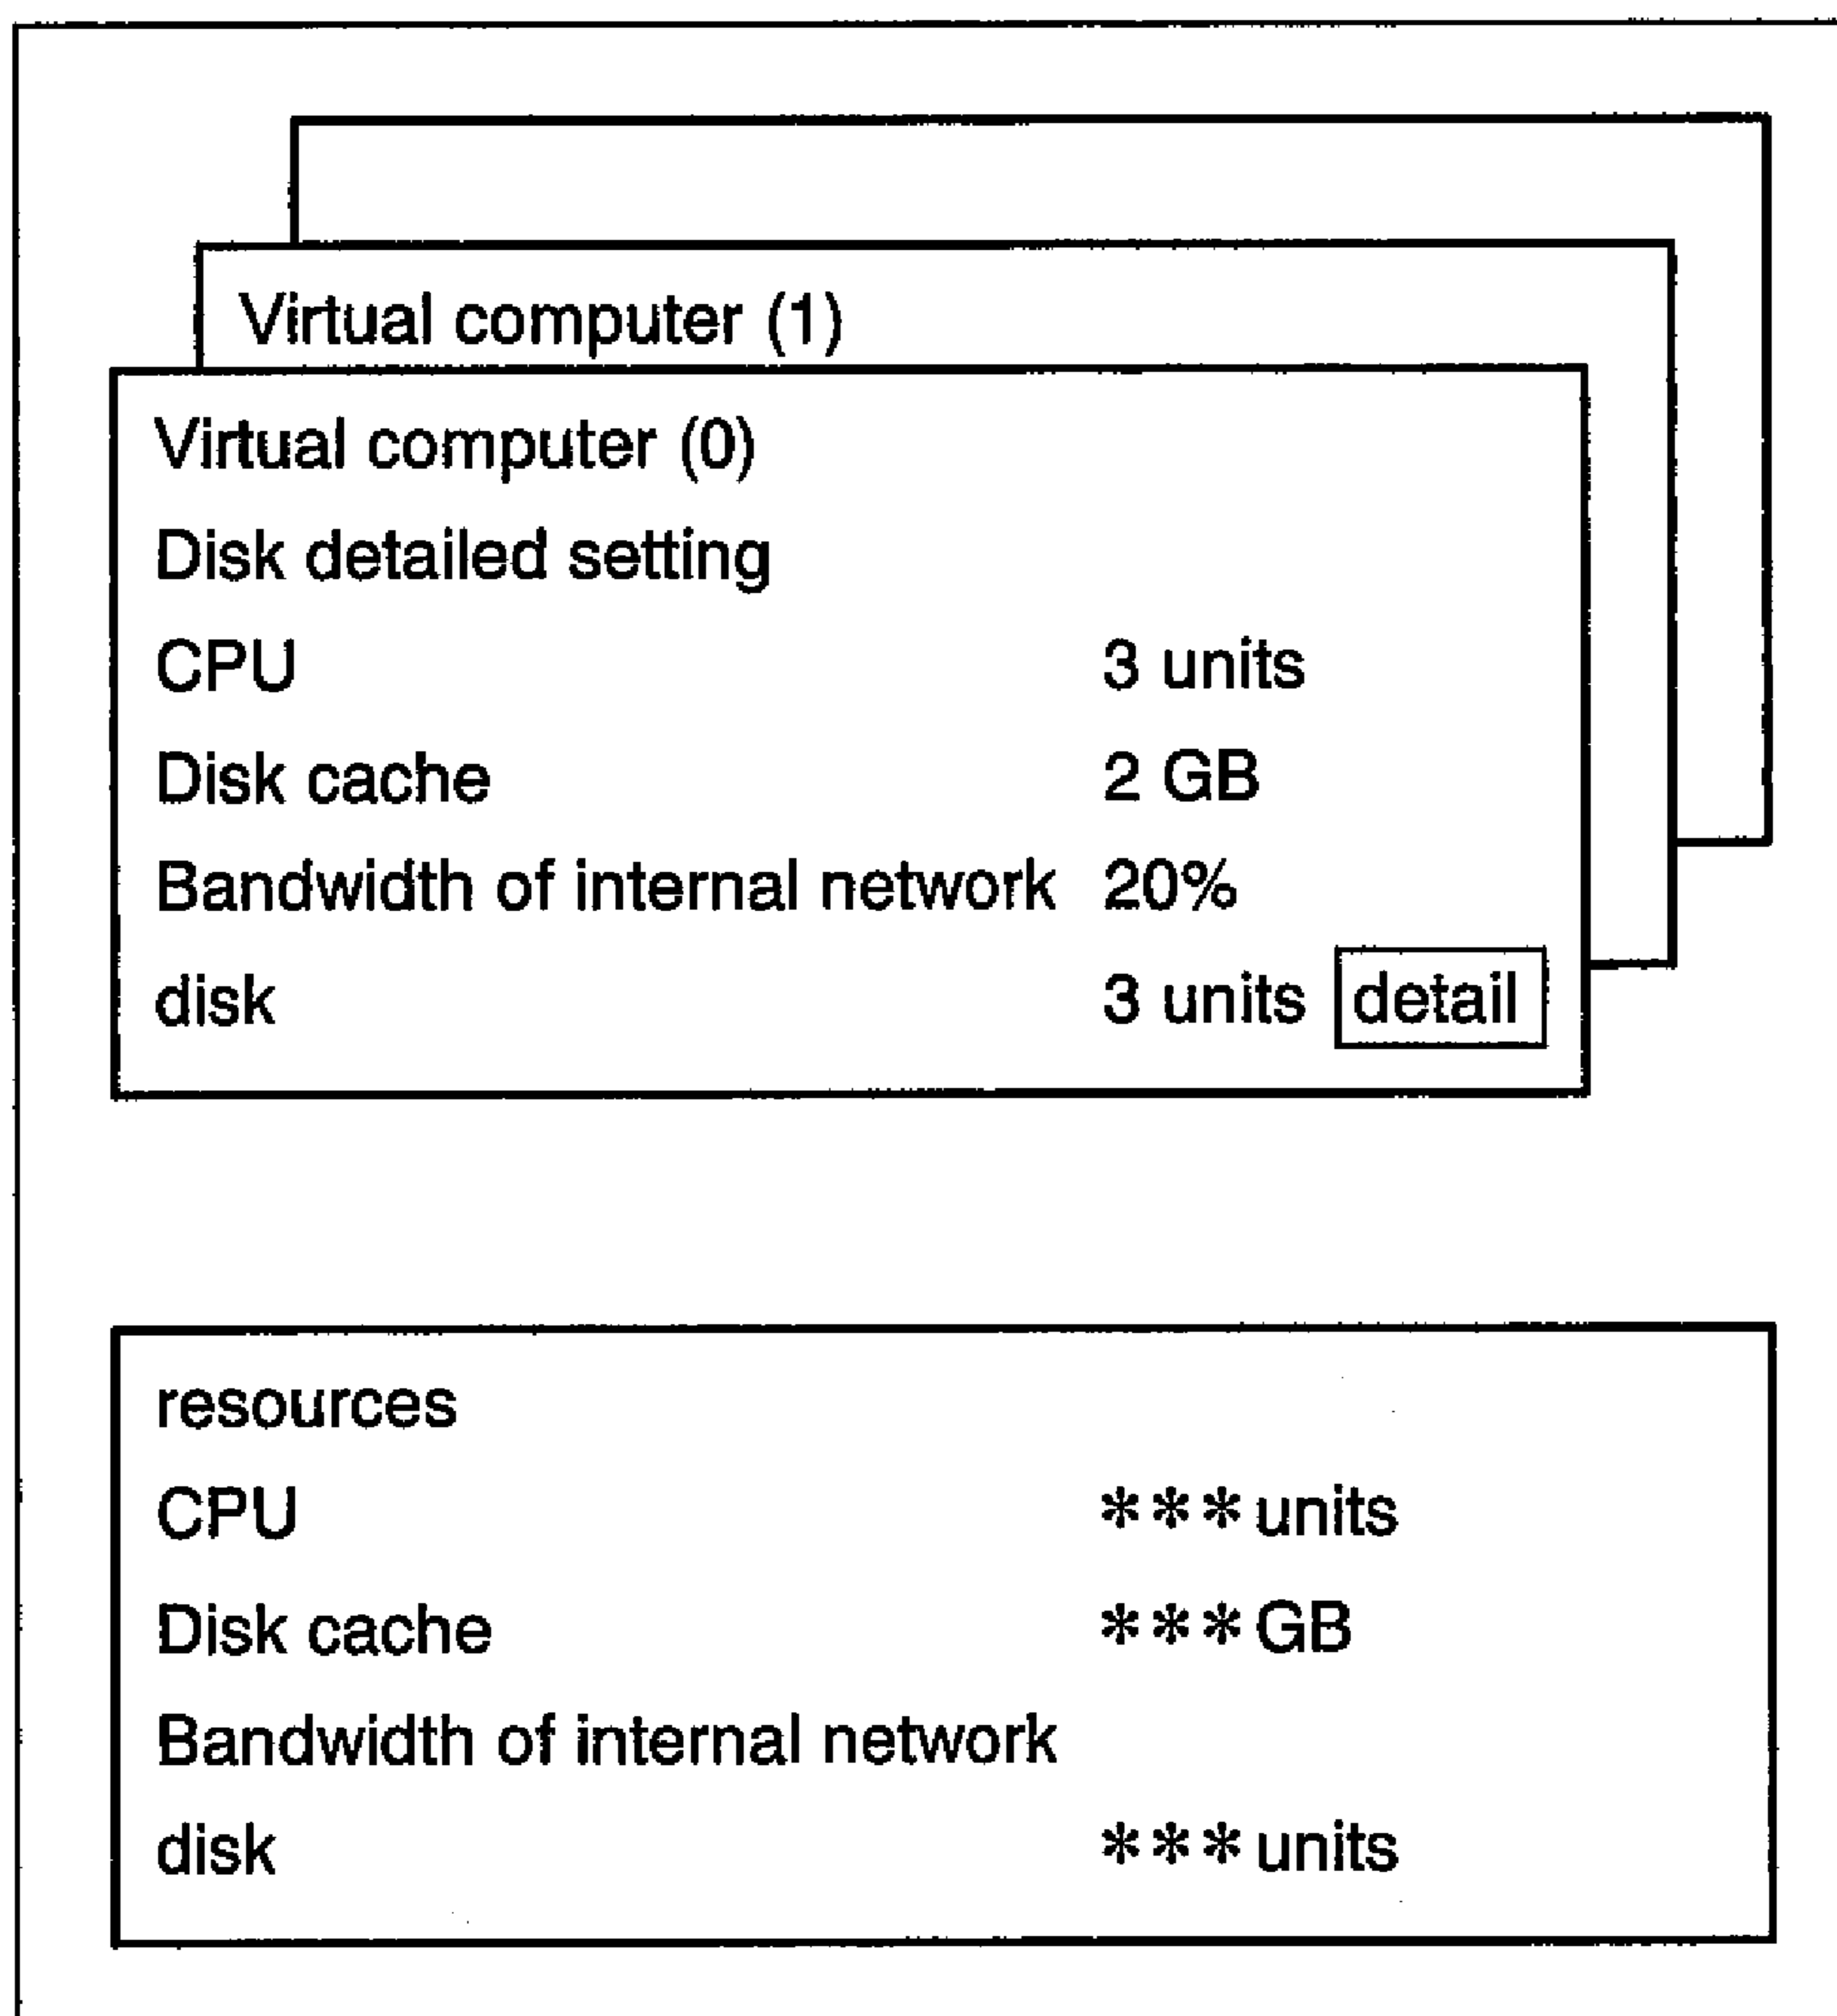 Virtual computer (1)
Virtual computer (0)
Disk detailed setting
CPU 3 units
Disk cache 2 GB
Bandwidth of internal network 20%
disk 3 units detail
resources
CPU ***units
Disk cache ***GB
Bandwidth of internal network
disk ***units